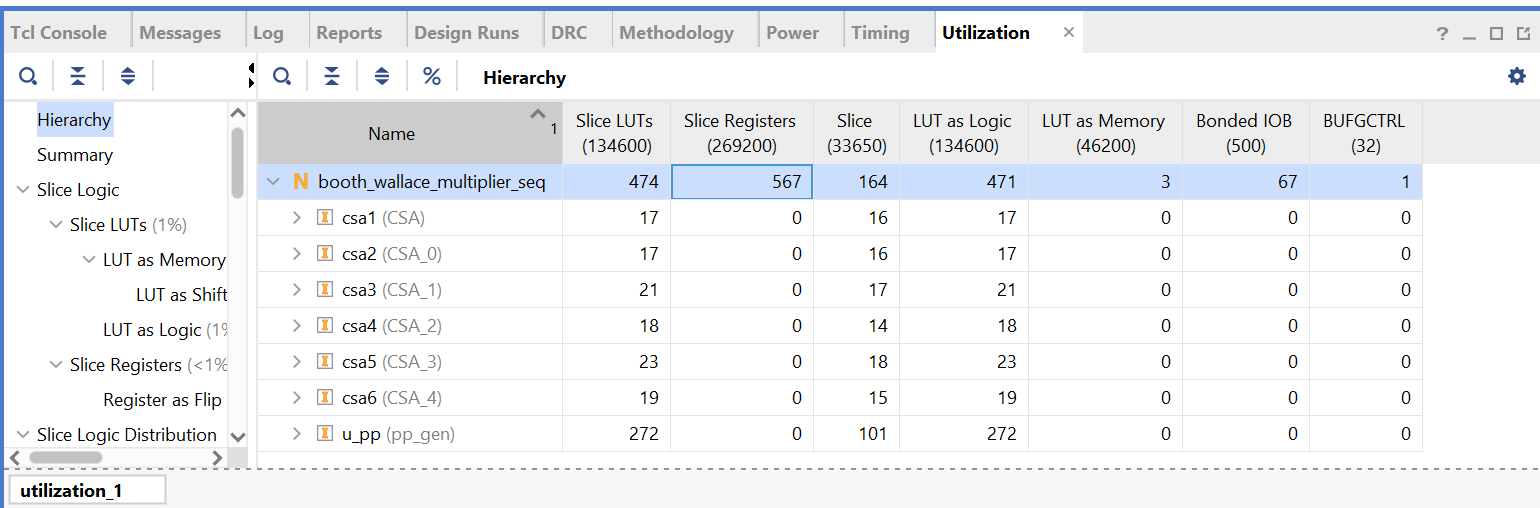 Tcl Console Messages Log Reports Design Runs DRC Methodology Power Timing Utilization × ? _
% Hierarchy
Hierarchy
Summary
Slice Logic
Slice LUTs (1%)
LUT as Memory
LUT as Shift
LUT as Logic (1%
Slice Registers (<1%
Register as Flip
Slice Logic Distribution
Name 1 Slice LUTs (134600) Slice Registers (269200) Slice (33650) LUT as Logic (134600) LUT as Memory (46200) Bonded IOB (500) BUFGCTRL (32)
N booth_wallace_multiplier_seq 474 567 164 471 3 67 1
I csa1 (CSA) 17 0 16 17 0 0 0
I csa2 (CSA_0) 17 0 16 17 0 0 0
I csa3 (CSA_1) 21 0 17 21 0 0 0
I csa4 (CSA_2) 18 0 14 18 0 0 0
I csa5 (CSA_3) 23 0 18 23 0 0 0
I csa6 (CSA_4) 19 0 15 19 0 0 0
I u_pp (pp_gen) 272 0 101 272 0 0 0
utilization_1